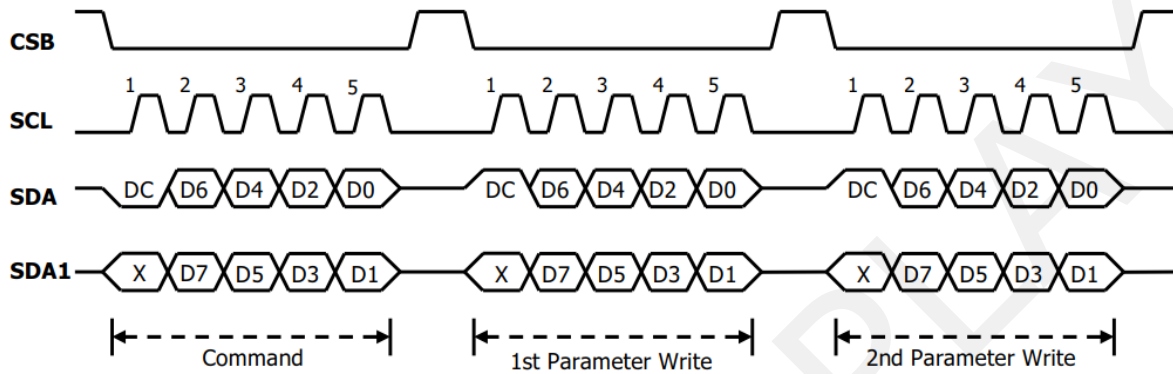 CSB
1 2 3 4 5 1 2 3 4 5 1 2 3 4 5
SCL
SDA DC D6 D4 D2 D0 DC D6 D4 D2 D0 DC D6 D4 D2 D0
SDA1 X D7 D5 D3 D1 X D7 D5 D3 D1 X D7 D5 D3 D1
Command 1st Parameter Write 2nd Parameter Write
PLAY